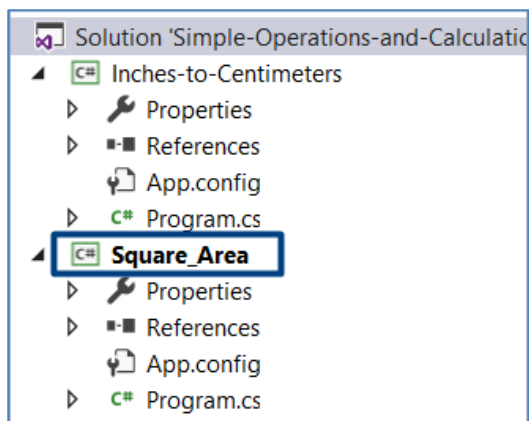 Solution 'Simple-Operations-and-Calculatic
C# Inches-to-Centimeters
Properties
References
App.config
C# Program.cs
C# Square_Area
Properties
References
App.config
C# Program.cs